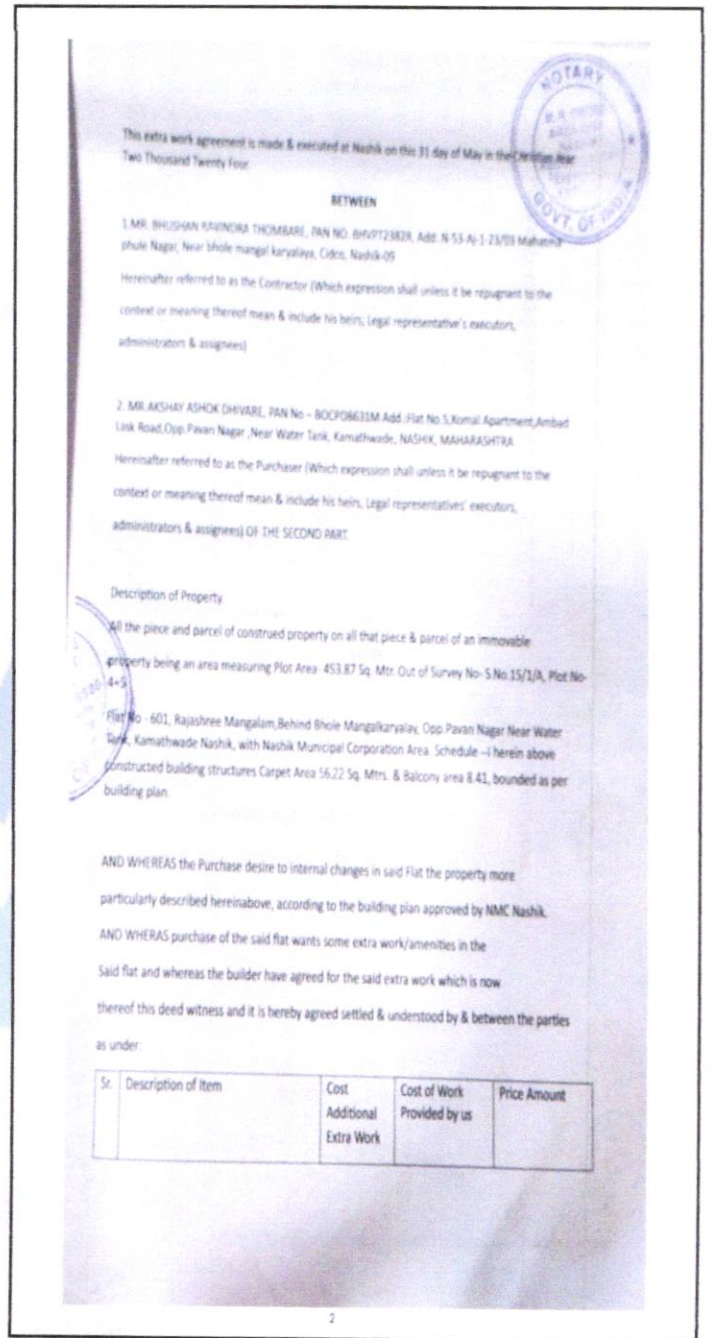 NOTARY
GOVT. OF INDIA
This extra work agreement is made & executed at Nashik on this 31 day of May in the Christian Year
Two Thousand Twenty Four
BETWEEN
1.MR. BHUSHAN RAVINDRA THOMBARE, PAN NO. Add: N-53-AJ-1-23/03 Mahatma
phule Nagar, Near bhole mangal karyalaya, Cidco, Nashik-09
Hereinafter referred to as the Contractor (Which expression shall unless it be repugnant to the
context or meaning thereof mean & include his heirs, Legal representative's executors,
administrators & assignees)
2. MR.AKSHAY ASHOK DHIVARE, PAN No – BOCPD8631M Add.:Flat No.5,Komal Apartment,Ambad
Link Road,Opp.Pavan Nagar ,Near Water Tank, Kamathwade, NASHIK, MAHARASHTRA
Hereinafter referred to as the Purchaser (Which expression shall unless it be repugnant to the
context or meaning thereof mean & include his heirs, Legal representatives' executors,
administrators & assignees) OF THE SECOND PART.
Description of Property
All the piece and parcel of construed property on all that piece & parcel of an immovable
property being an area measuring Plot Area- 453.87 Sq. Mtr. Out of Survey No- S.No.15/1/A, Plot No-
4+5
Flat No - 601, Rajashree Mangalam,Behind Bhole Mangalkaryalay, Opp.Pavan Nagar Near Water
Tank, Kamathwade Nashik, with Nashik Municipal Corporation Area. Schedule –I herein above
constructed building structures Carpet Area 56.22 Sq. Mtrs. & Balcony area 8.41, bounded as per
building plan.
AND WHEREAS the Purchase desire to internal changes in said Flat the property more
particularly described hereinabove, according to the building plan approved by NMC Nashik.
AND WHERAS purchase of the said flat wants some extra work/amenities in the
Said flat and whereas the builder have agreed for the said extra work which is now
thereof this deed witness and it is hereby agreed settled & understood by & between the parties
as under:
Sr. Description of Item Cost Cost of Work Price Amount
Additional Provided by us
Extra Work
2